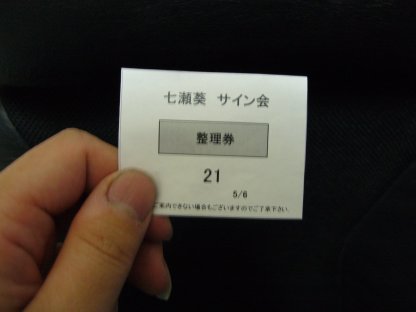 七瀬葵 サイン会
整理券
21
5/6
ご案内できない場合もございますのでご了承下さい。